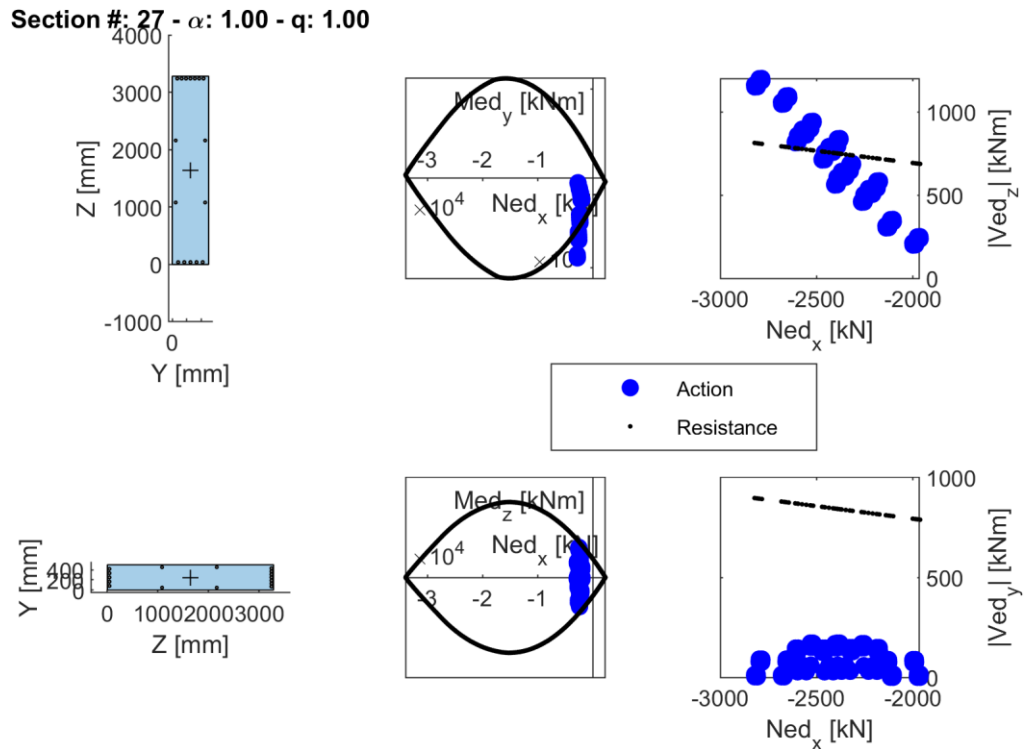 Section #: 27 - α: 1.00 - q: 1.00
4000
3000
2000
1000
0
-1000
Z [mm]
0
Y [mm]
Med_y [kNm]
-3 -2 -1
×10^4
Ned_x [kN]
1000
500
0
|Ved_z| [kNm]
-3000 -2500 -2000
Ned_x [kN]
Action
Resistance
400
200
0
Y [mm]
0 1000 2000 3000
Z [mm]
Med_z [kNm]
Ned_x [kN]
×10^4
-3 -2 -1
1000
500
0
|Ved_y| [kNm]
-3000 -2500 -2000
Ned_x [kN]